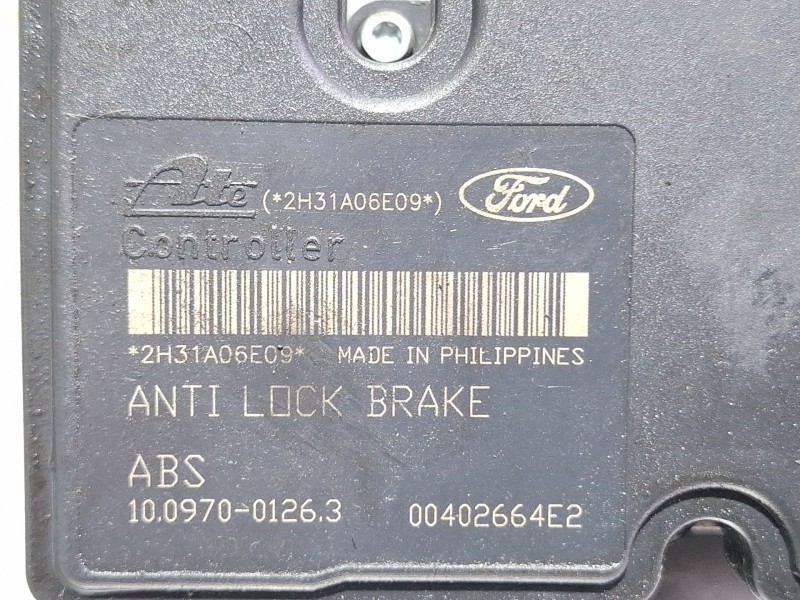 Ate (*2H31A06E09*) Ford
Controller
*2H31A06E09* MADE IN PHILIPPINES
ANTI LOCK BRAKE
ABS
10.0970-0126.3 00402664E2